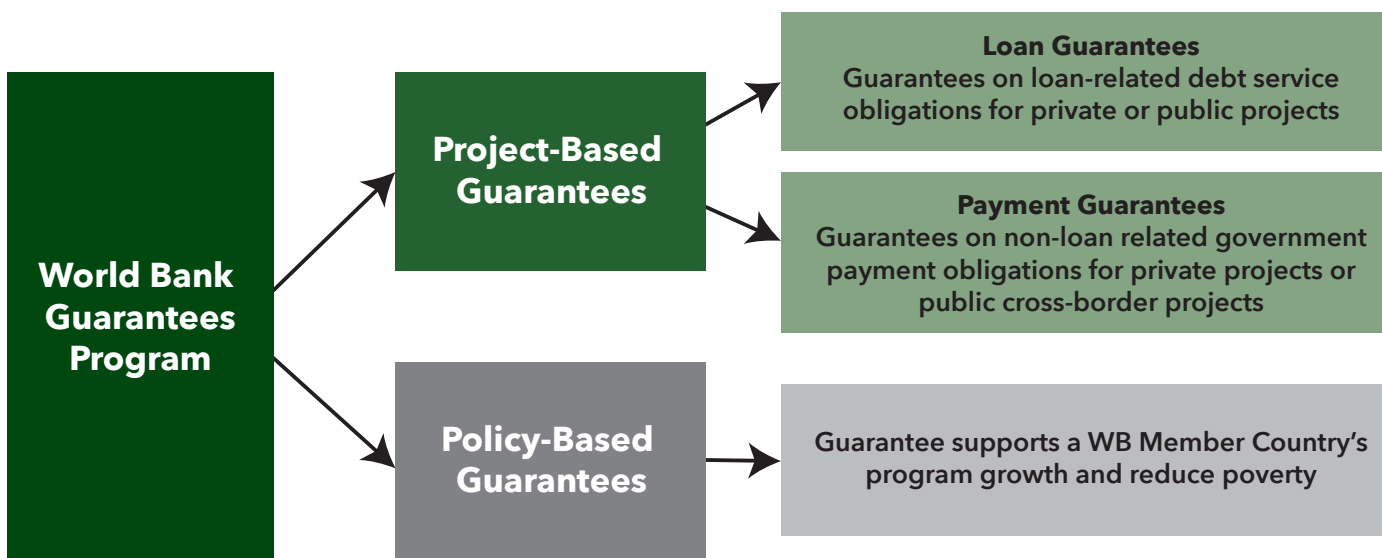 World Bank
Guarantees
Program
Project-Based
Guarantees
Loan Guarantees
Guarantees on loan-related debt service
obligations for private or public projects
Payment Guarantees
Guarantees on non-loan related government
payment obligations for private projects or
public cross-border projects
Policy-Based
Guarantees
Guarantee supports a WB Member Country's
program growth and reduce poverty